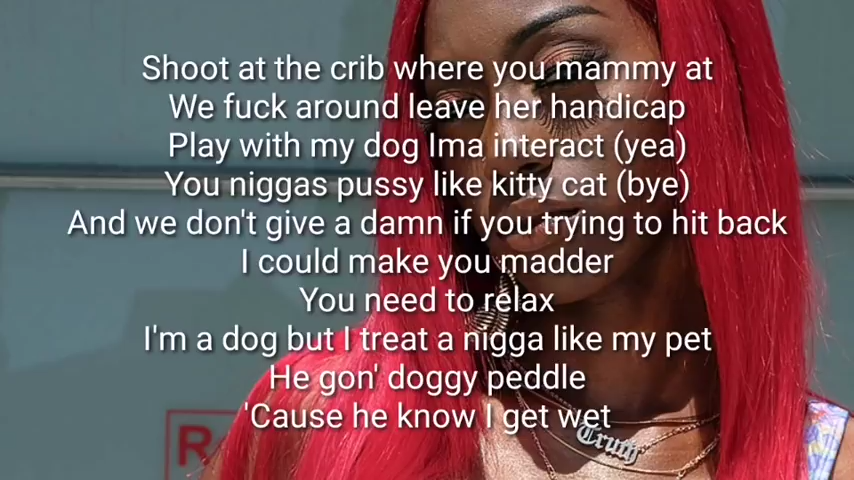 Shoot at the crib where you mammy at
We fuck around leave her handicap
Play with my dog Ima interact (yea)
You niggas pussy like kitty cat (bye)
And we don't give a damn if you trying to hit back
I could make you madder
You need to relax
I'm a dog but I treat a nigga like my pet
He gon' doggy peddle
'Cause he know I get wet
Truth
R